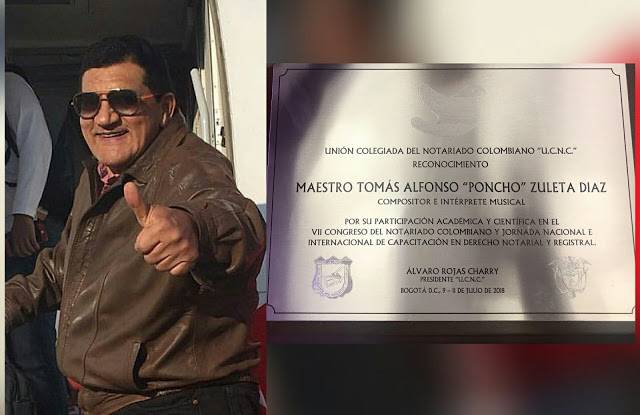 UNIÓN COLEGIADA DEL NOTARIADO COLOMBIANO "U.C.N.C."
RECONOCIMIENTO
MAESTRO TOMÁS ALFONSO "PONCHO" ZULETA DIAZ
COMPOSITOR E INTÉRPRETE MUSICAL
POR SU PARTICIPACIÓN ACADÉMICA Y CIENTÍFICA EN EL
VII CONGRESO DEL NOTARIADO COLOMBIANO Y JORNADA NACIONAL E
INTERNACIONAL DE CAPACITACIÓN EN DERECHO NOTARIAL Y REGISTRAL.
ÁLVARO ROJAS CHARRY
PRESIDENTE "U.C.N.C."
BOGOTÁ D.C., 9 - 11 DE JULIO DE 2018